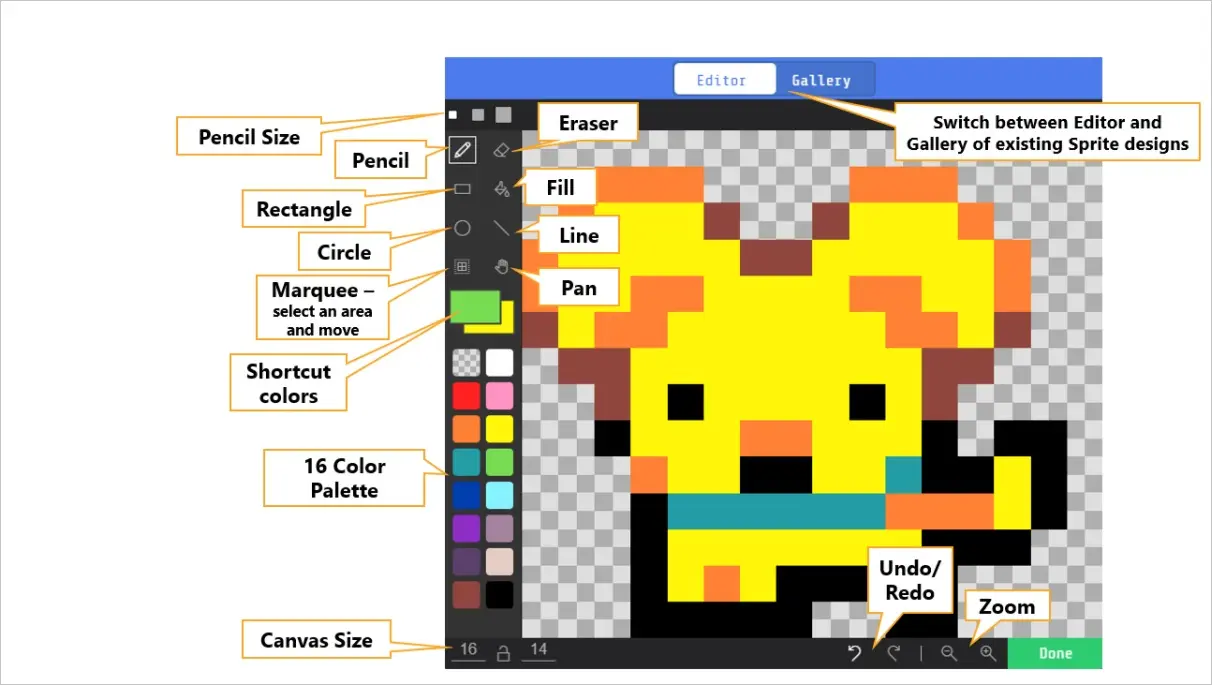 Editor
Gallery
Pencil Size
Eraser
Switch between Editor and
Gallery of existing Sprite designs
Pencil
Fill
Rectangle
Line
Circle
Pan
Marquee –
select an area
and move
Shortcut
colors
16 Color
Palette
Undo/
Redo
Zoom
Canvas Size
16
14
Done